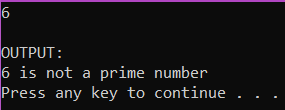 6
OUTPUT:
6 is not a prime number
Press any key to continue . . .